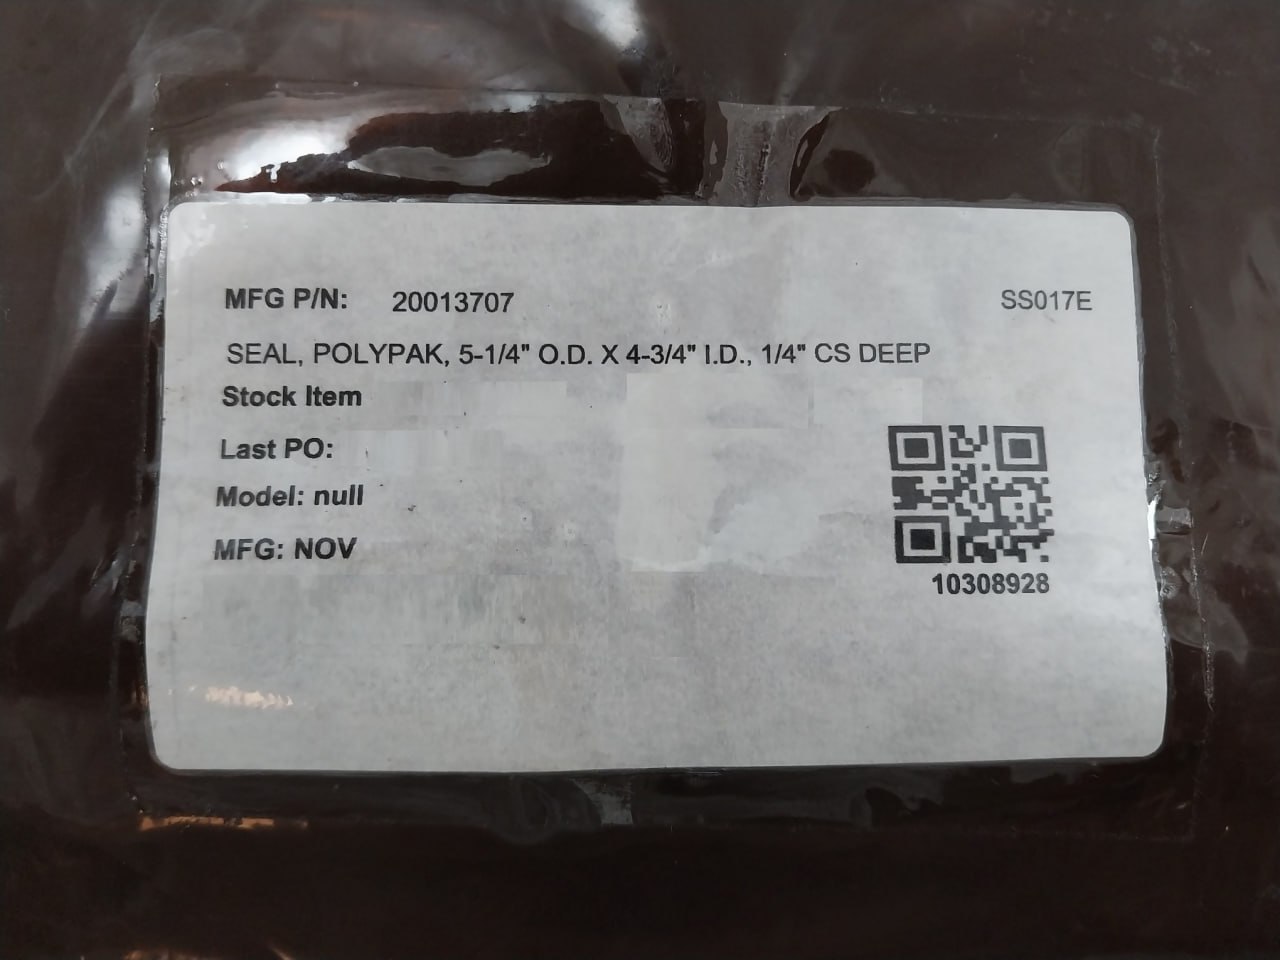 MFG P/N: 20013707 SS017E
SEAL, POLYPAK, 5-1/4" O.D. X 4-3/4" I.D., 1/4" CS DEEP
Stock Item
Last PO:
Model: null
MFG: NOV
10308928